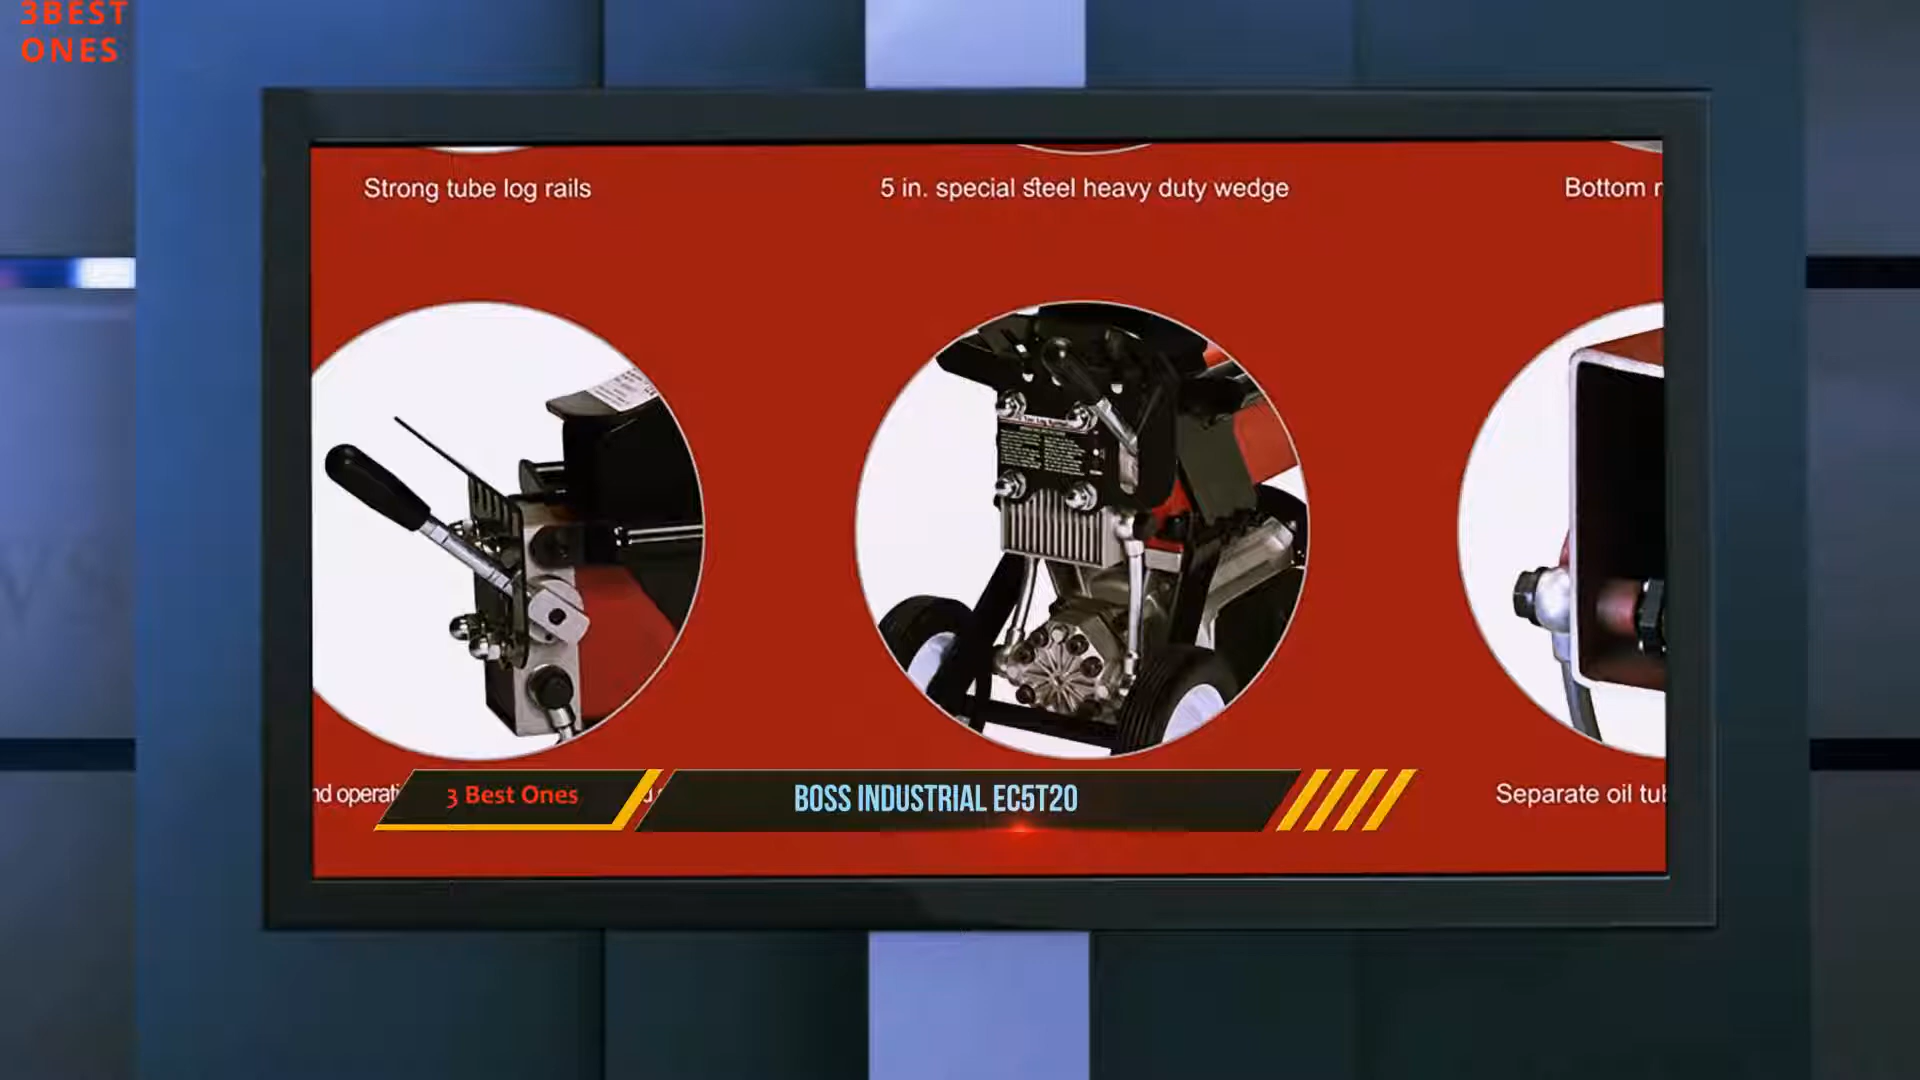 3BEST
ONES
Strong tube log rails
5 in. special steel heavy duty wedge
Bottom
3 Best Ones
BOSS INDUSTRIAL EC5T20
Separate oil